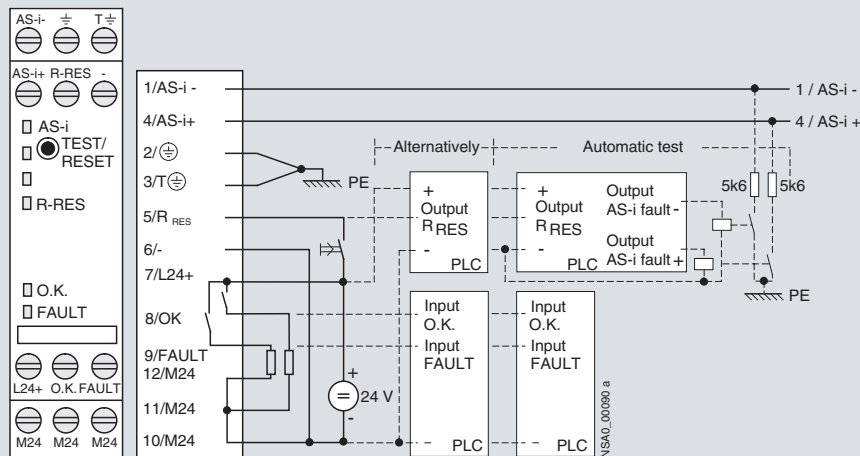 AS-i- ⏚ T⏚
AS-i+ R-RES -
AS-i
TEST/
RESET
R-RES
O.K.
FAULT
L24+ O.K. FAULT
M24 M24 M24
1/AS-i -
4/AS-i+
2/⏚
3/T⏚
5/R RES
6/-
7/L24+
8/OK
9/FAULT
12/M24
11/M24
10/M24
PE
+
24 V
-
Alternatively
+
Output
R RES
-
PLC
Input
O.K.
Input
FAULT
- PLC
Automatic test
+
Output
R RES
-
PLC
Output
AS-i fault -
Output
AS-i fault +
Input
O.K.
Input
FAULT
- PLC
5k6 5k6
PE
1 / AS-i -
4 / AS-i +
NSA0_00090 a